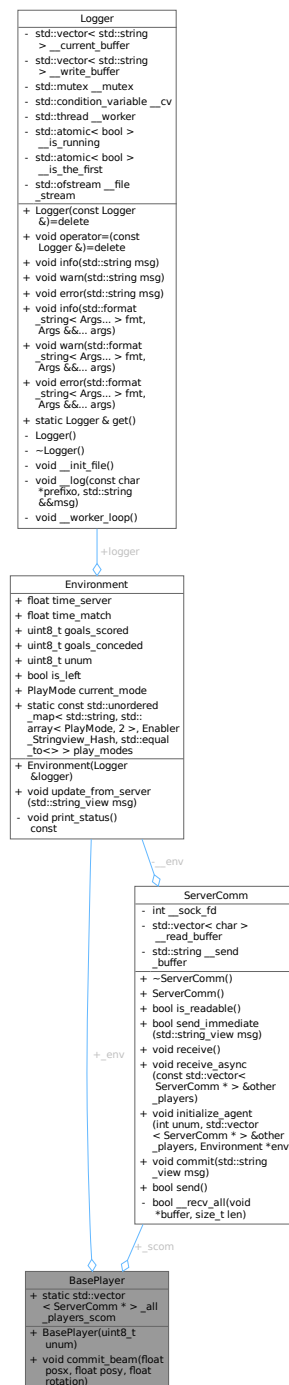 Logger
- std::vector< std::string
> __current_buffer
- std::vector< std::string
> __write_buffer
- std::mutex __mutex
- std::condition_variable __cv
- std::thread __worker
- std::atomic< bool >
__is_running
- std::atomic< bool >
__is_the_first
- std::ofstream __file
_stream
+ Logger(const Logger
&)=delete
+ void operator=(const
Logger &)=delete
+ void info(std::string msg)
+ void warn(std::string msg)
+ void error(std::string msg)
+ void info(std::format
_string< Args... > fmt,
Args &&... args)
+ void warn(std::format
_string< Args... > fmt,
Args &&... args)
+ void error(std::format
_string< Args... > fmt,
Args &&... args)
+ static Logger & get()
- Logger()
- ~Logger()
- void __init_file()
- void __log(const char
*prefixo, std::string
&&msg)
- void __worker_loop()
+logger
Environment
+ float time_server
+ float time_match
+ uint8_t goals_scored
+ uint8_t goals_conceded
+ uint8_t unum
+ bool is_left
+ PlayMode current_mode
+ static const std::unordered
_map< std::string, std::
array< PlayMode, 2 >, Enabler
_Stringview_Hash, std::equal
_to<> > play_modes
+ Environment(Logger
&logger)
+ void update_from_server
(std::string_view msg)
- void print_status()
const
-__env
ServerComm
- int __sock_fd
- std::vector< char >
__read_buffer
- std::string __send
_buffer
+ ~ServerComm()
+ ServerComm()
+ bool is_readable()
+ bool send_immediate
(std::string_view msg)
+ void receive()
+ void receive_async
(const std::vector<
ServerComm * > &other
_players)
+ void initialize_agent
(int unum, std::vector
< ServerComm * > &other
_players, Environment *env)
+ void commit(std::string
_view msg)
+ bool send()
- bool __recv_all(void
*buffer, size_t len)
+_env
+_scom
BasePlayer
+ static std::vector
< ServerComm * > _all
_players_scom
+ BasePlayer(uint8_t
unum)
+ void commit_beam(float
posx, float posy, float
rotation)